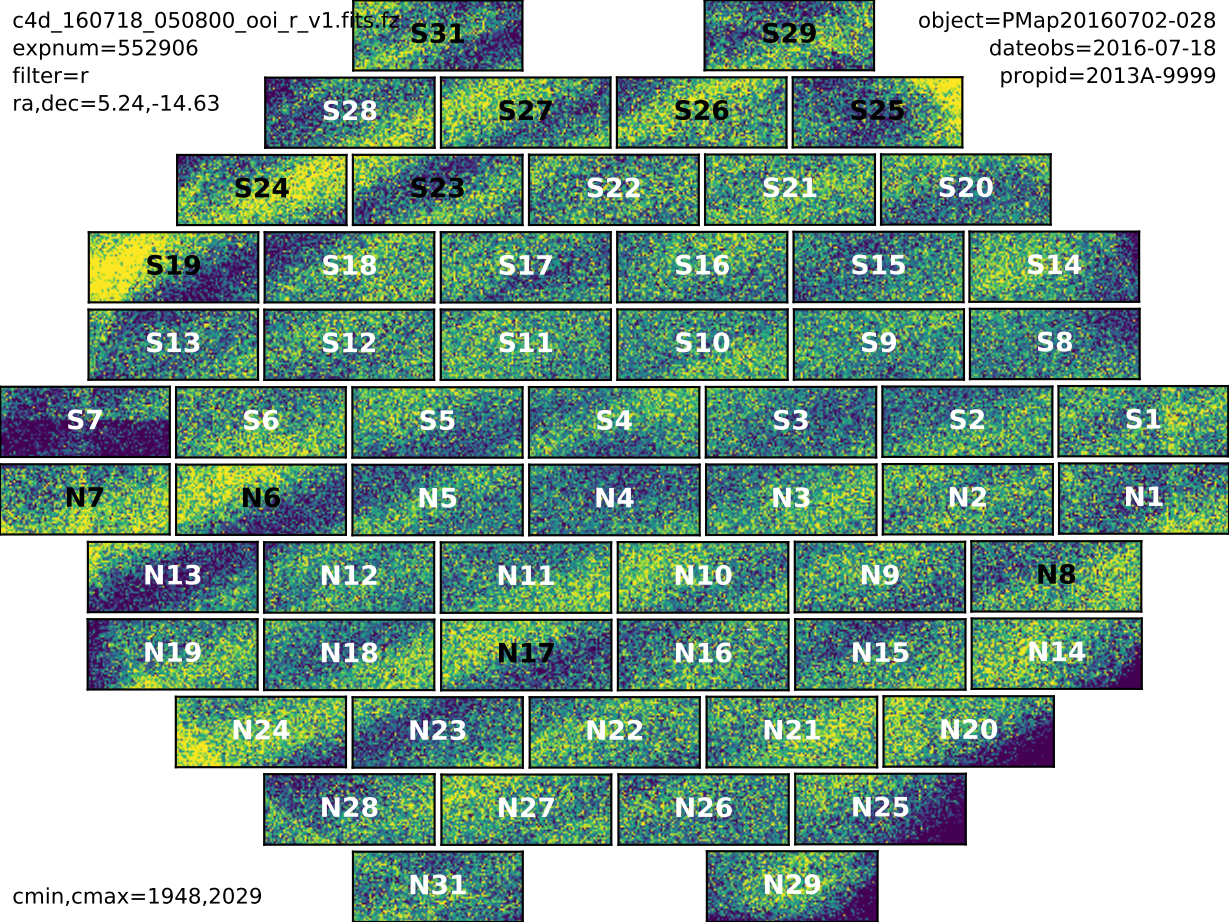 c4d_160718_050800_ooi_r_v1.fits.fz
expnum=552906
filter=r
ra,dec=5.24,-14.63
object=PMap20160702-028
dateobs=2016-07-18
propid=2013A-9999
S31 S29
S28 S27 S26 S25
S24 S23 S22 S21 S20
S19 S18 S17 S16 S15 S14
S13 S12 S11 S10 S9 S8
S7 S6 S5 S4 S3 S2 S1
N7 N6 N5 N4 N3 N2 N1
N13 N12 N11 N10 N9 N8
N19 N18 N17 N16 N15 N14
N24 N23 N22 N21 N20
N28 N27 N26 N25
N31 N29
cmin,cmax=1948,2029